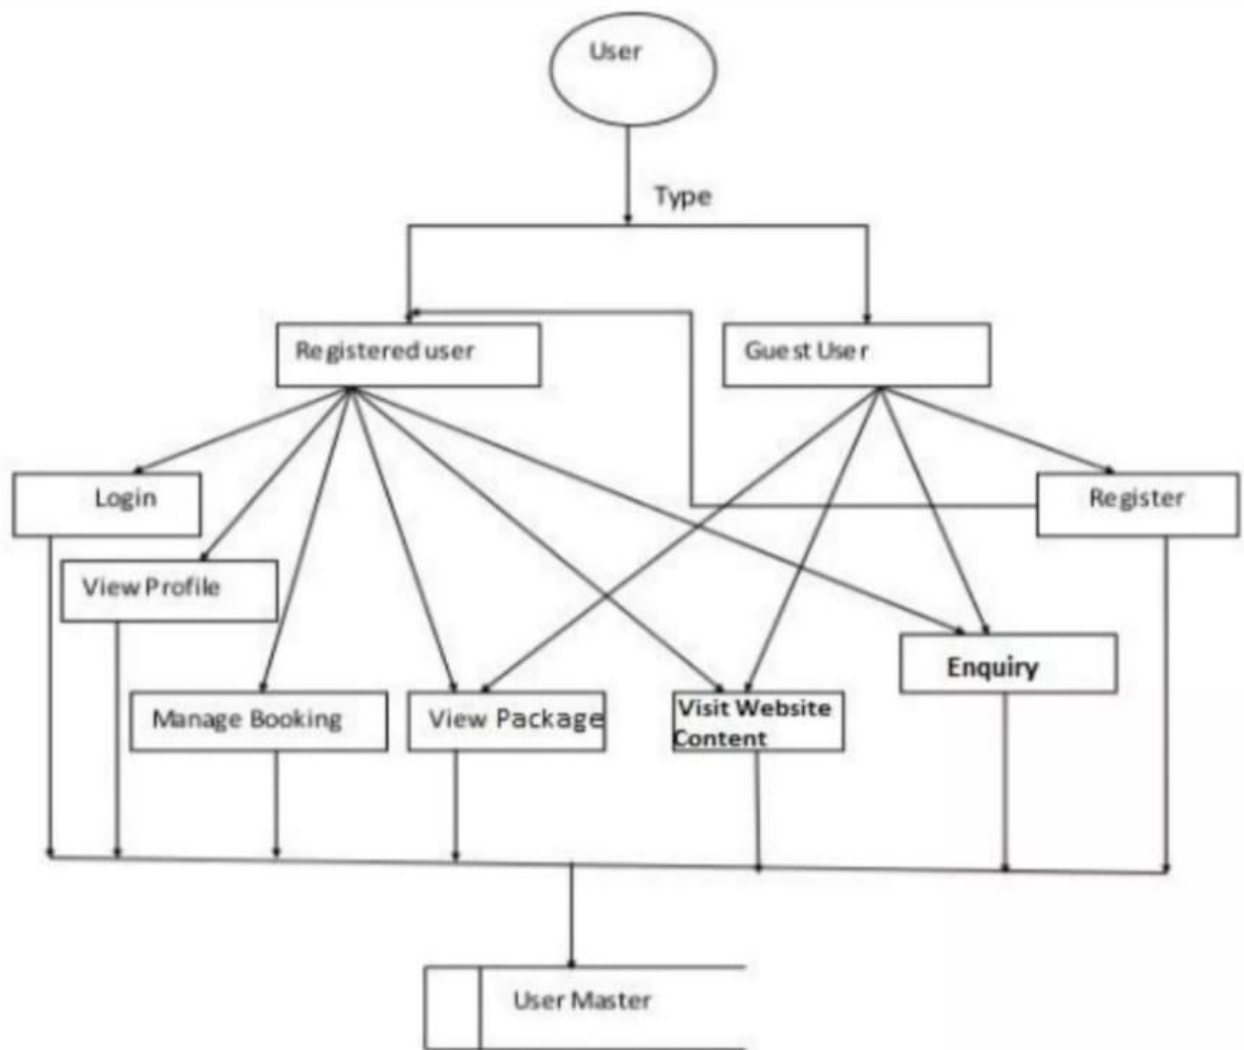 User
Type
Registered user
Guest User
Login
Register
View Profile
Enquiry
Manage Booking
View Package
Visit Website
Content
User Master